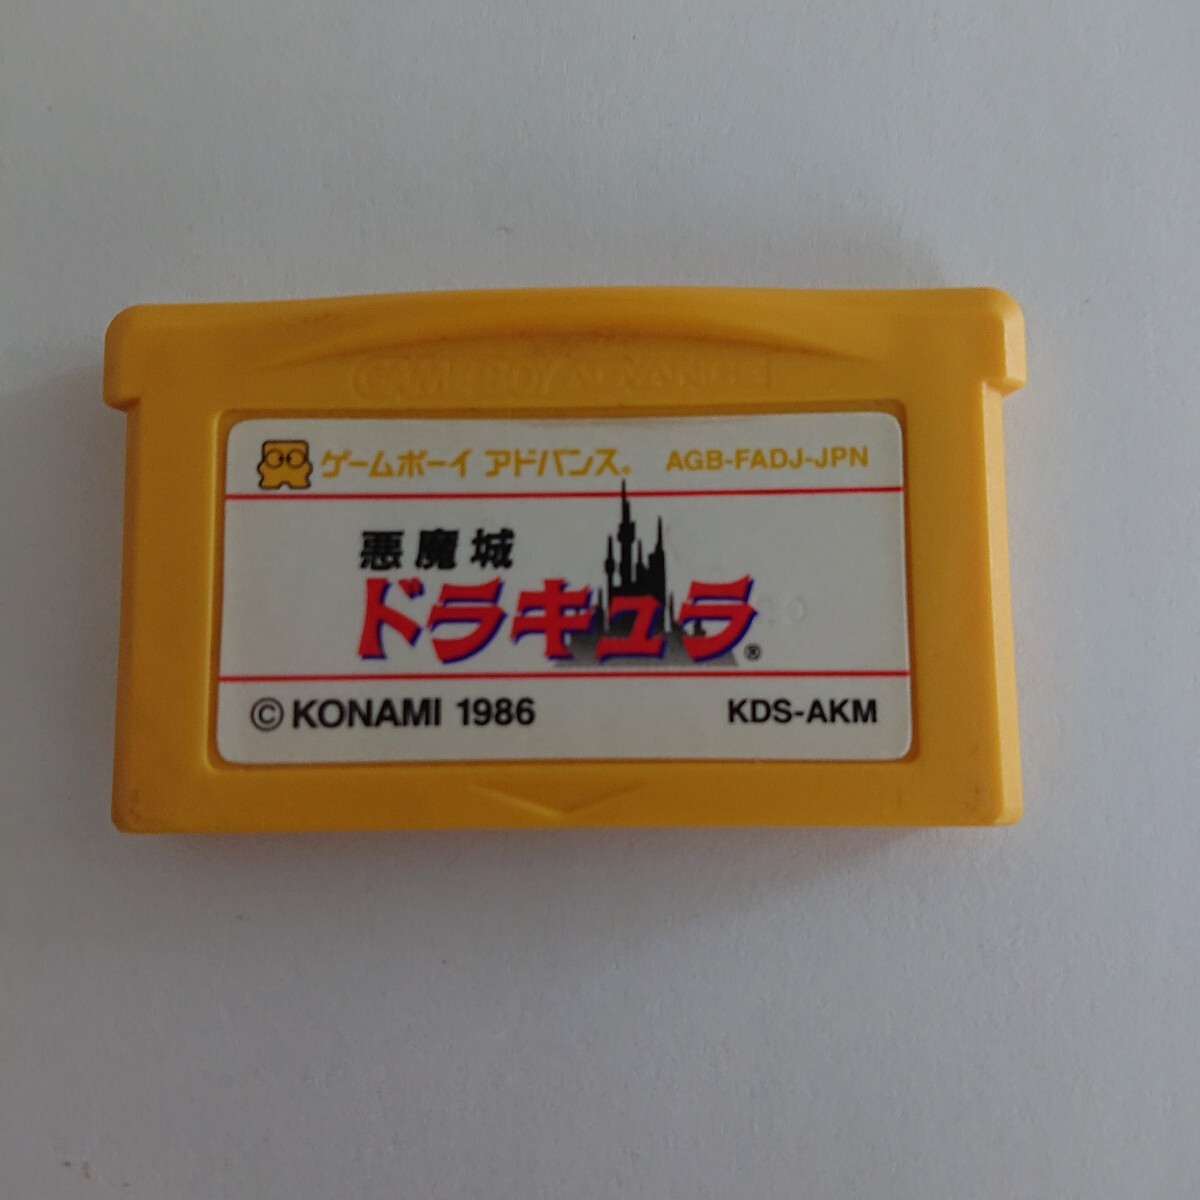 GAME BOY ADVANCE
ゲームボーイ アドバンス® AGB-FADJ-JPN
悪魔城
ドラキュラ®
©KONAMI 1986 KDS-AKM